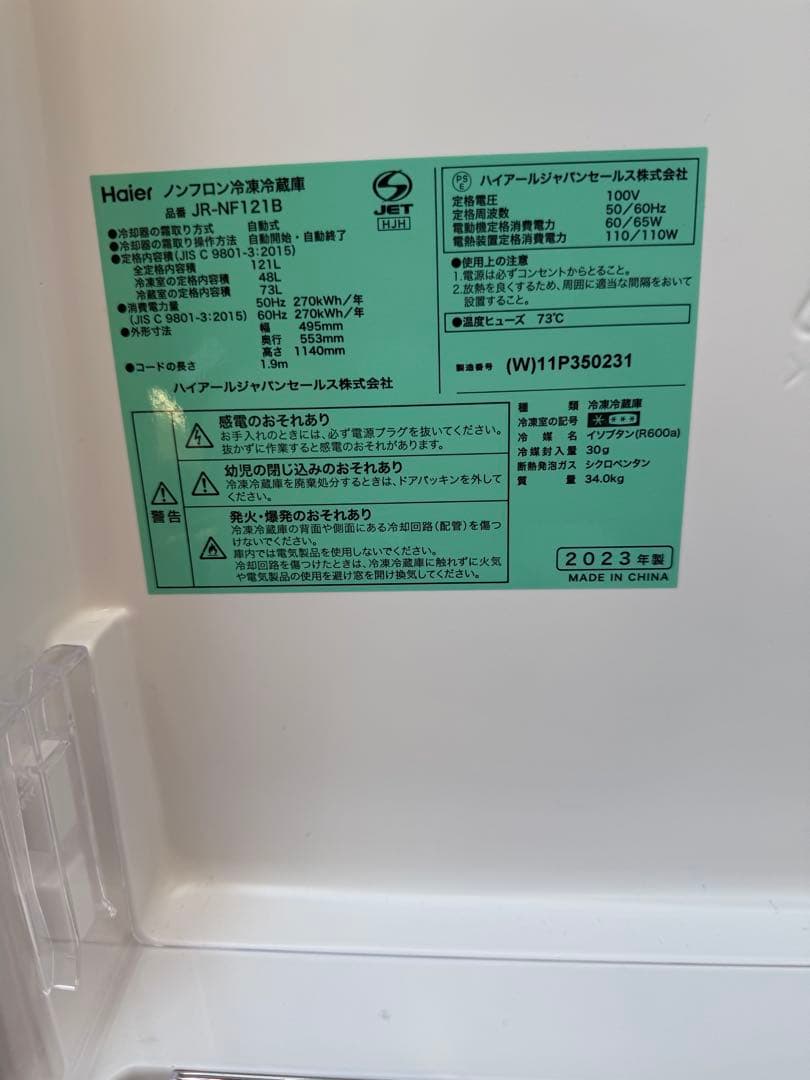 Haier ノンフロン冷凍冷蔵庫
品番 JR-NF121B
JET
HJH
●冷却器の霜取り方式 自動式
●冷却器の霜取り操作方法 自動開始・自動終了
●定格内容積(JIS C 9801-3:2015)
全定格内容積 121L
冷凍室の定格内容積 48L
冷蔵室の定格内容積 73L
●消費電力量 50Hz 270kWh/年
(JIS C 9801-3:2015) 60Hz 270kWh/年
●外形寸法 幅 495mm
奥行 553mm
高さ 1140mm
●コードの長さ 1.9m
ハイアールジャパンセールス株式会社
PS
E
ハイアールジャパンセールス株式会社
定格電圧 100V
定格周波数 50/60Hz
電動機定格消費電力 60/65W
電熱装置定格消費電力 110/110W
●使用上の注意
1.電源は必ずコンセントからとること。
2.放熱を良くするため、周囲に適当な間隔をおいて
設置すること。
●温度ヒューズ 73℃
製造番号 (W)11P350231
警告
感電のおそれあり
お手入れのときには、必ず電源プラグを抜いてください。
抜かずに作業すると感電のおそれがあります。
幼児の閉じ込めのおそれあり
冷凍冷蔵庫を廃棄処分するときは、ドアパッキンを外して
ください。
発火・爆発のおそれあり
冷凍冷蔵庫の背面や側面にある冷却回路(配管)を傷つ
けないでください。
庫内では電気製品を使用しないでください。
冷却回路を傷つけたときは、冷凍冷蔵庫に触れずに火気
や電気製品の使用を避け窓を開け換気してください。
種類 冷凍冷蔵庫
冷凍室の記号 * ***
冷媒名 イソブタン(R600a)
冷媒封入量 30g
断熱発泡ガス シクロペンタン
質量 34.0kg
2023年製
MADE IN CHINA